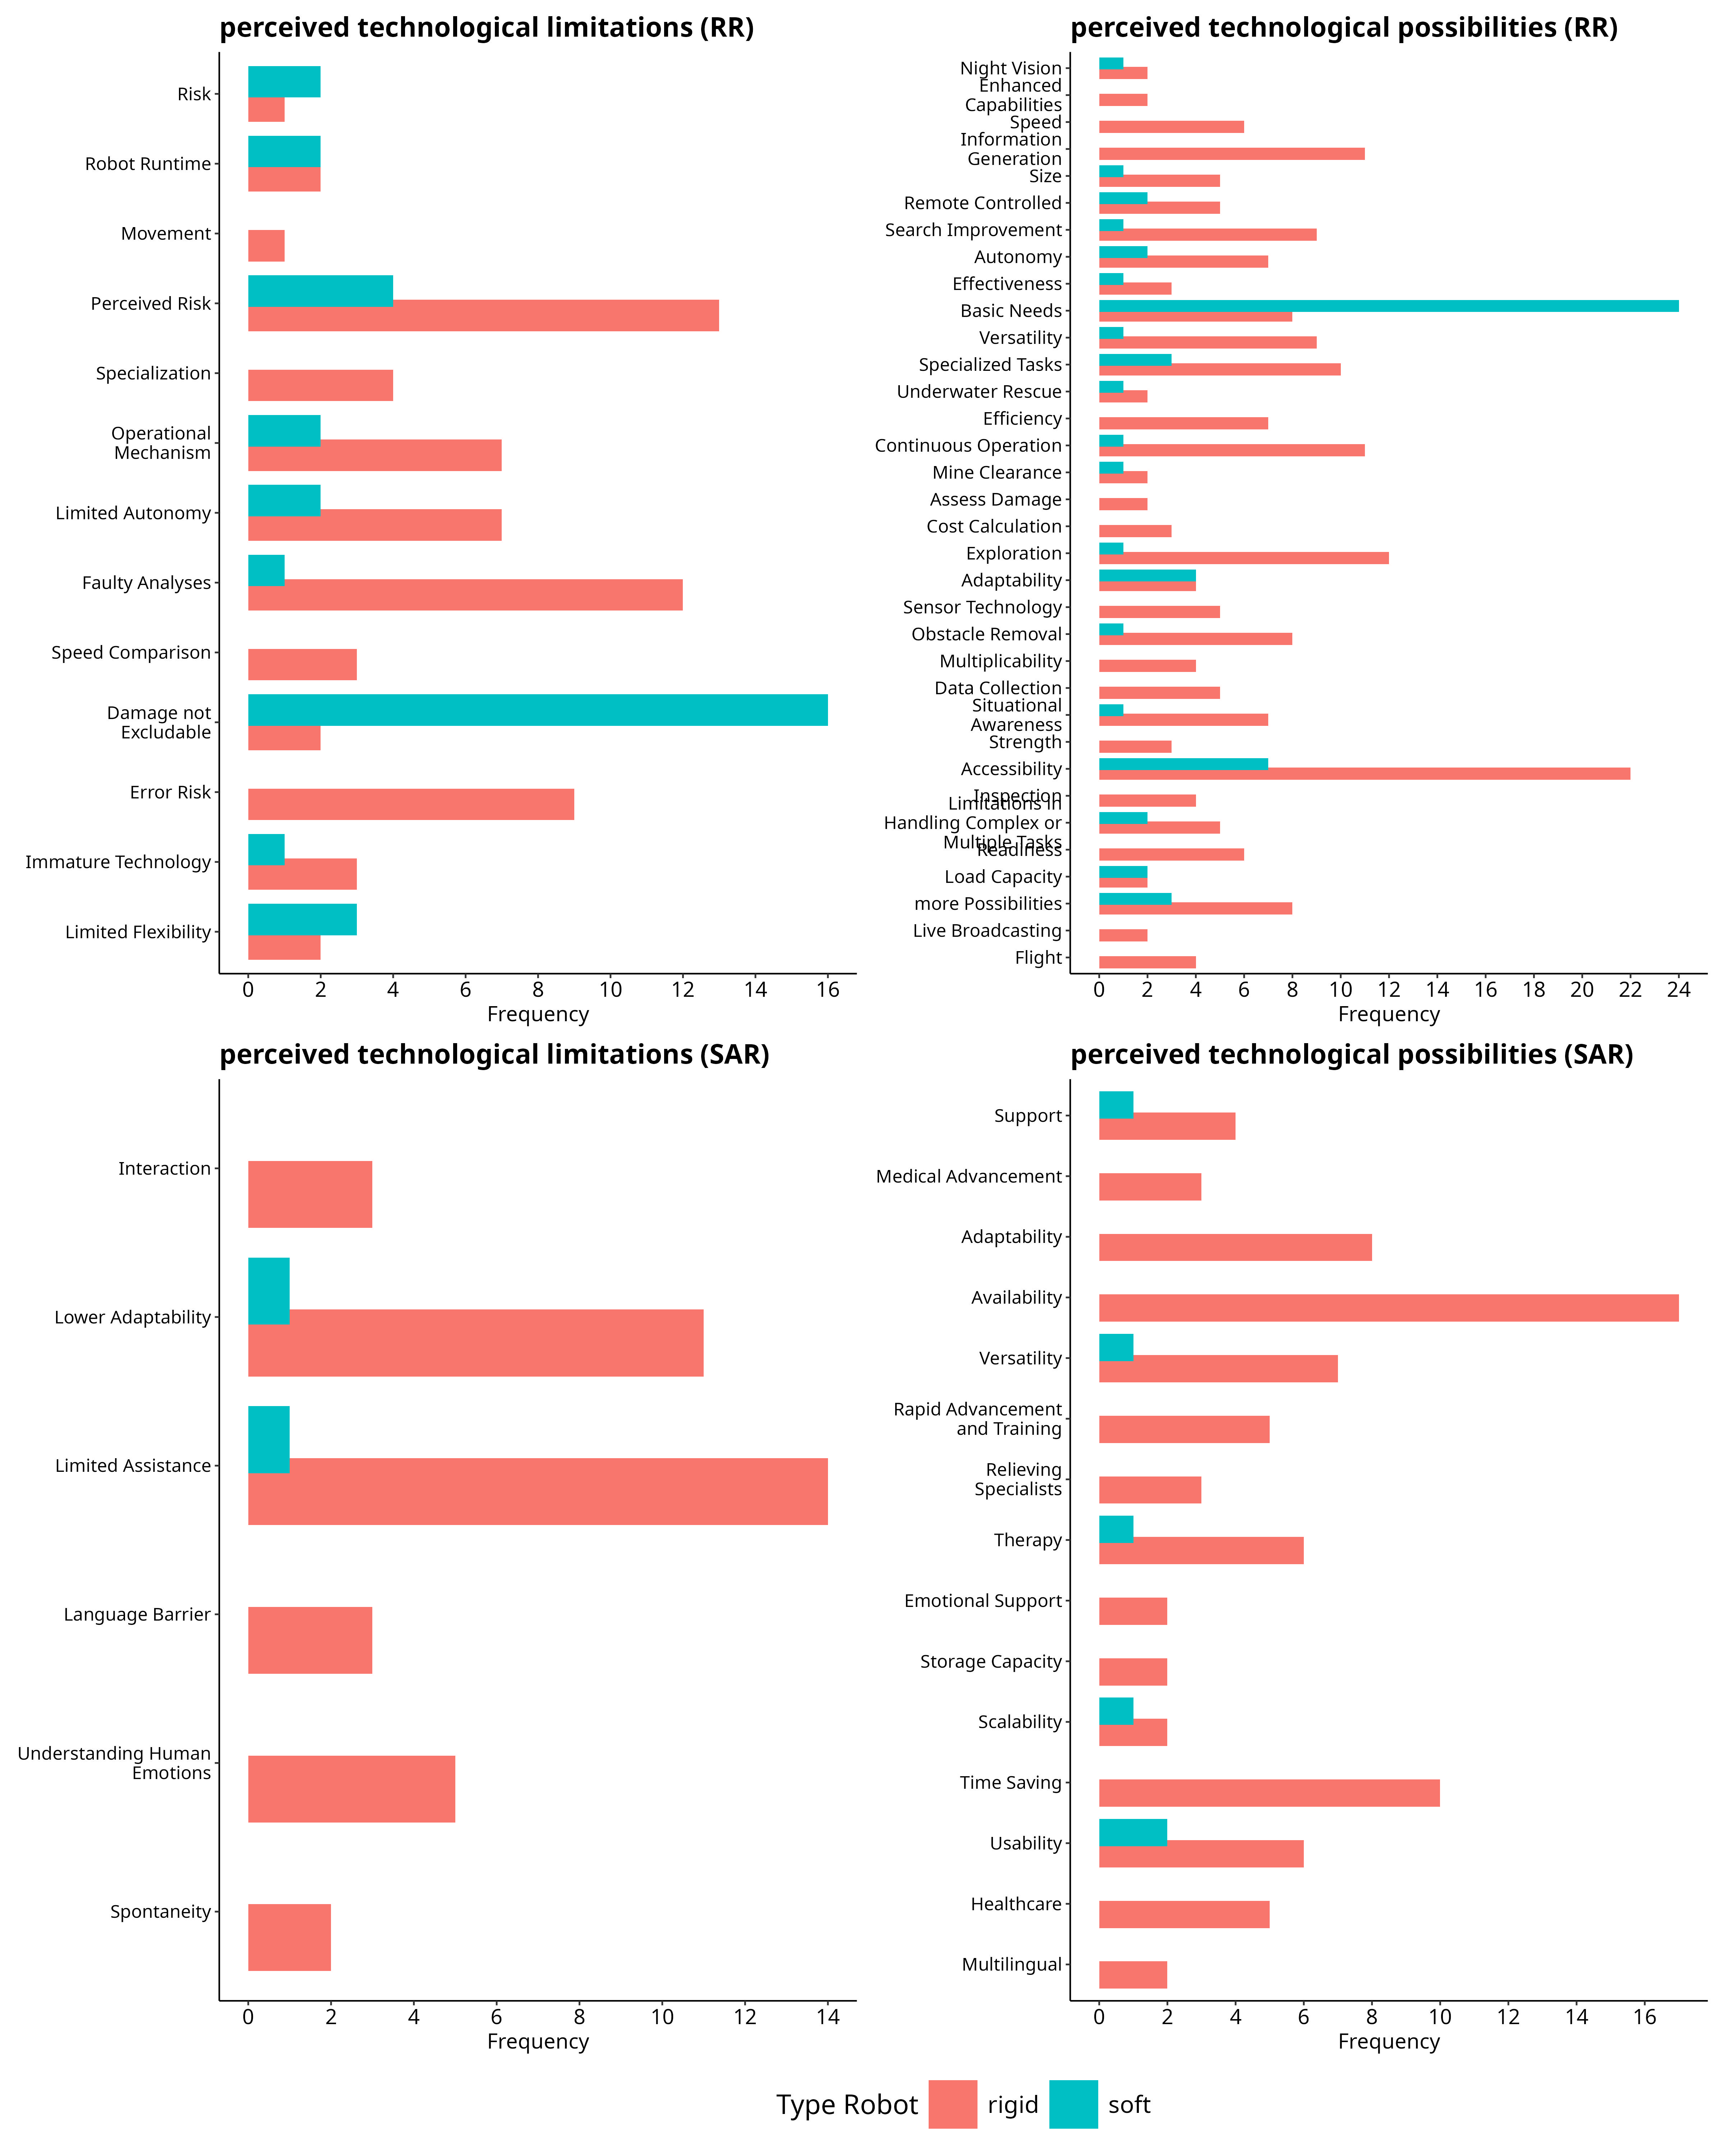 perceived technological limitations (RR)
Risk
Robot Runtime
Movement
Perceived Risk
Specialization
Operational
Mechanism
Limited Autonomy
Faulty Analyses
Speed Comparison
Damage not
Excludable
Error Risk
Immature Technology
Limited Flexibility
0 2 4 6 8 10 12 14 16
Frequency
perceived technological possibilities (RR)
Night Vision
Enhanced
Capabilities
Speed
Information
Generation
Size
Remote Controlled
Search Improvement
Autonomy
Effectiveness
Basic Needs
Versatility
Specialized Tasks
Underwater Rescue
Efficiency
Continuous Operation
Mine Clearance
Assess Damage
Cost Calculation
Exploration
Adaptability
Sensor Technology
Obstacle Removal
Multiplicability
Data Collection
Situational
Awareness
Strength
Accessibility
Inspection
Limitations in
Handling Complex or
Multiple Tasks
Readiness
Load Capacity
more Possibilities
Live Broadcasting
Flight
0 2 4 6 8 10 12 14 16 18 20 22 24
Frequency
perceived technological limitations (SAR)
Interaction
Lower Adaptability
Limited Assistance
Language Barrier
Understanding Human
Emotions
Spontaneity
0 2 4 6 8 10 12 14
Frequency
perceived technological possibilities (SAR)
Support
Medical Advancement
Adaptability
Availability
Versatility
Rapid Advancement
and Training
Relieving
Specialists
Therapy
Emotional Support
Storage Capacity
Scalability
Time Saving
Usability
Healthcare
Multilingual
0 2 4 6 8 10 12 14 16
Frequency
Type Robot rigid soft